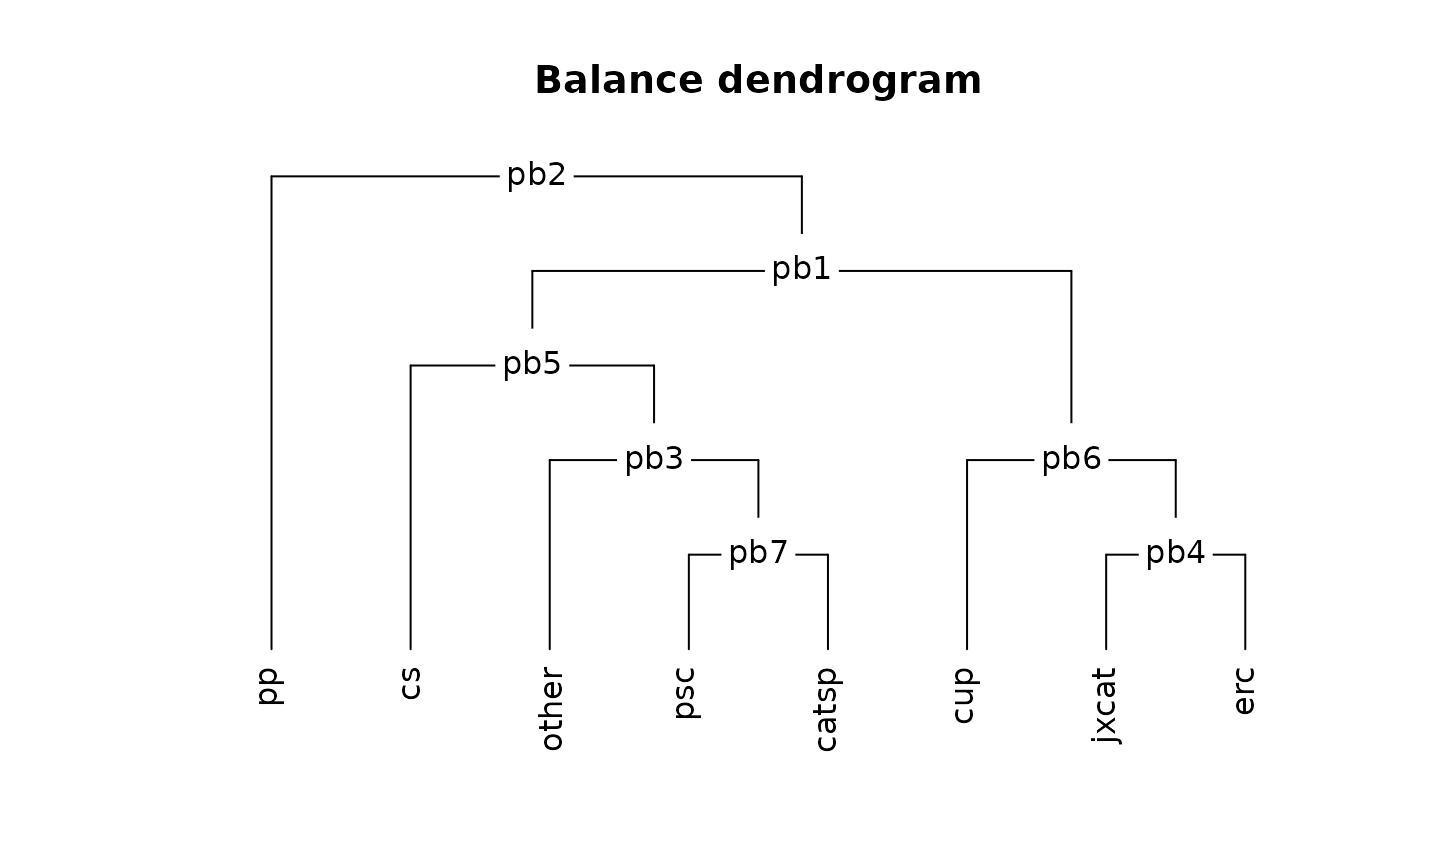 Balance dendrogram
pb2
pb1
pb5
pb3
pb6
pb7
pb4
pp
cs
other
psc
catsp
cup
jxcat
erc